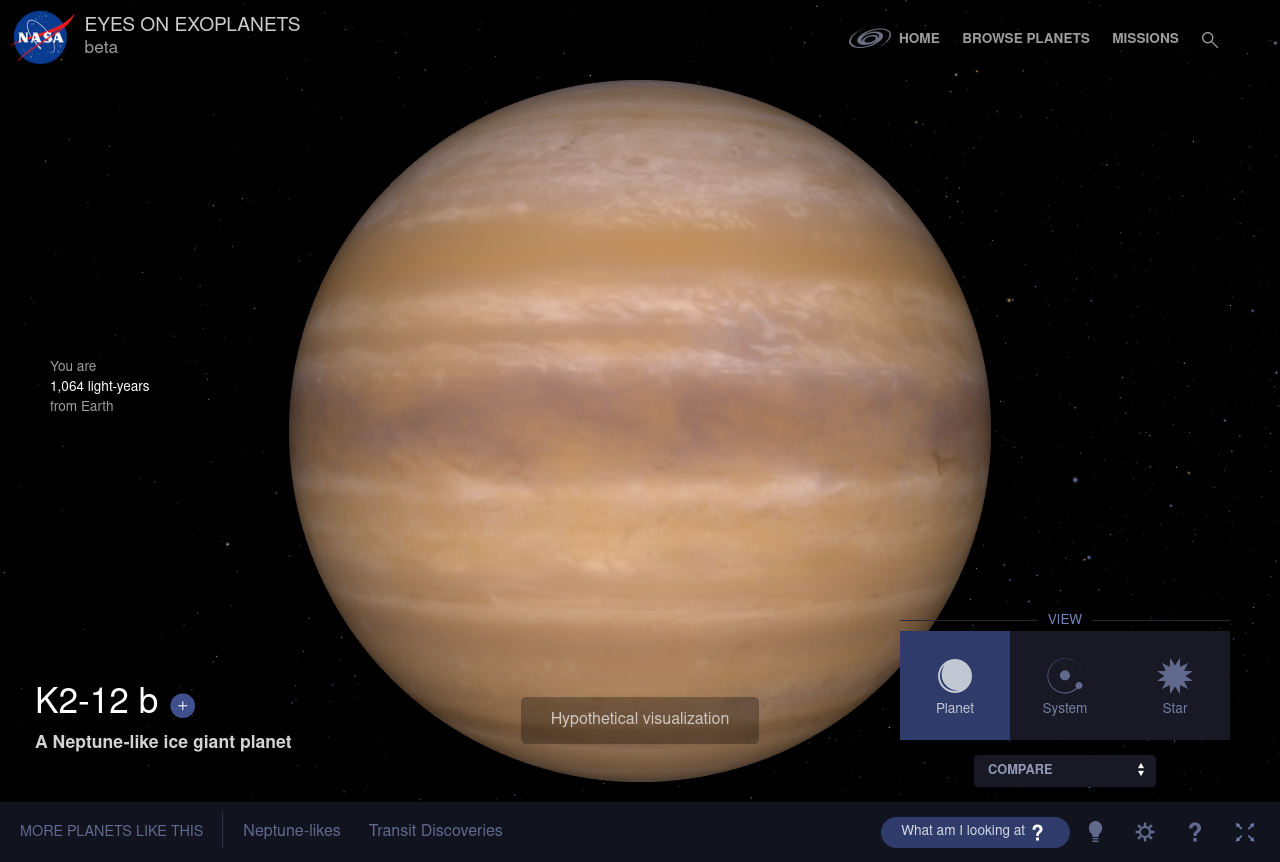 NASA
EYES ON EXOPLANETS
beta
HOME
BROWSE PLANETS
MISSIONS
You are
1,064 light-years
from Earth
K2-12 b +
A Neptune-like ice giant planet
Hypothetical visualization
VIEW
Planet
System
Star
COMPARE
MORE PLANETS LIKE THIS
Neptune-likes
Transit Discoveries
What am I looking at ?
?